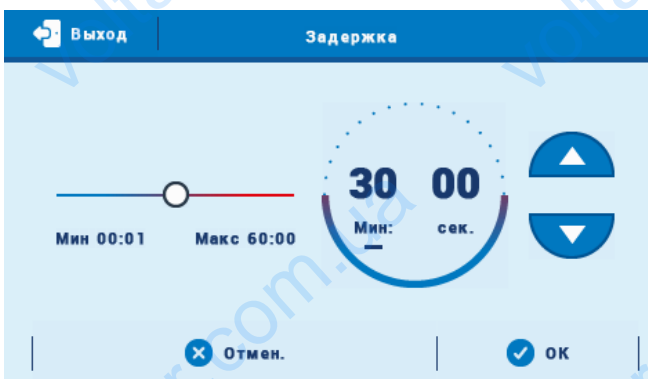 Выход
Задержка
30 00
Мин: сек.
Мин 00:01 Макс 60:00
Отмен.
ОК